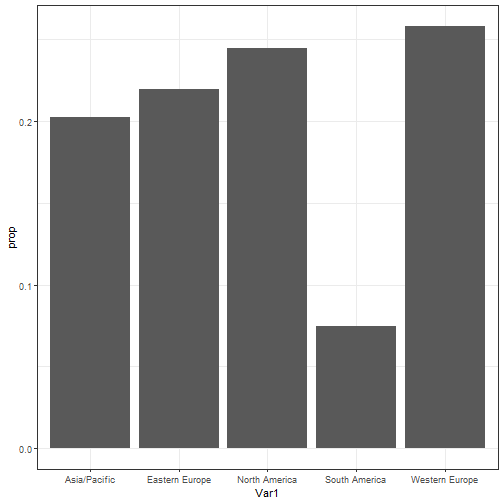 prop
0.2
0.1
0.0
Asia/Pacific Eastern Europe North America South America Western Europe
Var1